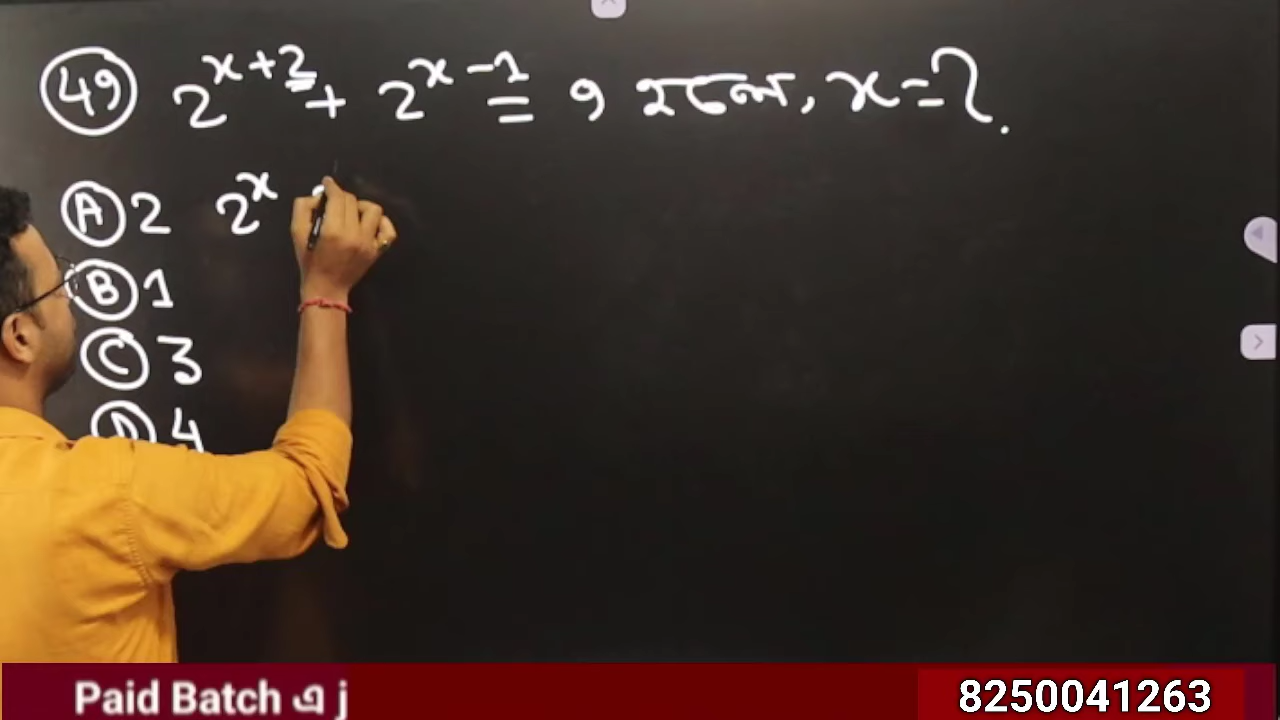 49 2^{x+2} + 2^{x-1} = 9 হলে, x=?
A 2 2^x
B 1
C 3
D 4
Paid Batch এ j
8250041263